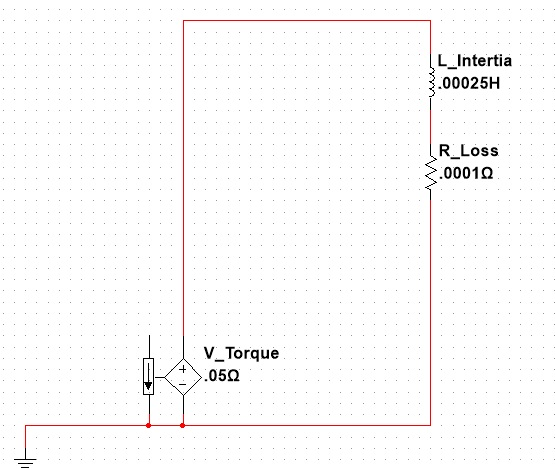 L_Intertia
.00025H
R_Loss
.0001Ω
V_Torque
.05Ω